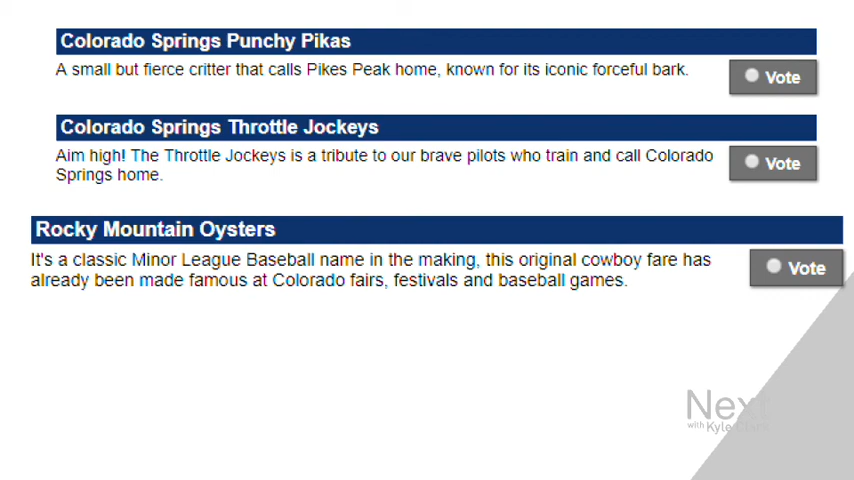 Colorado Springs Punchy Pikas
A small but fierce critter that calls Pikes Peak home, known for its iconic forceful bark.
Vote
Colorado Springs Throttle Jockeys
Aim high! The Throttle Jockeys is a tribute to our brave pilots who train and call Colorado
Springs home.
Vote
Rocky Mountain Oysters
It's a classic Minor League Baseball name in the making, this original cowboy fare has
already been made famous at Colorado fairs, festivals and baseball games.
Vote
Next
with Kyle Clark